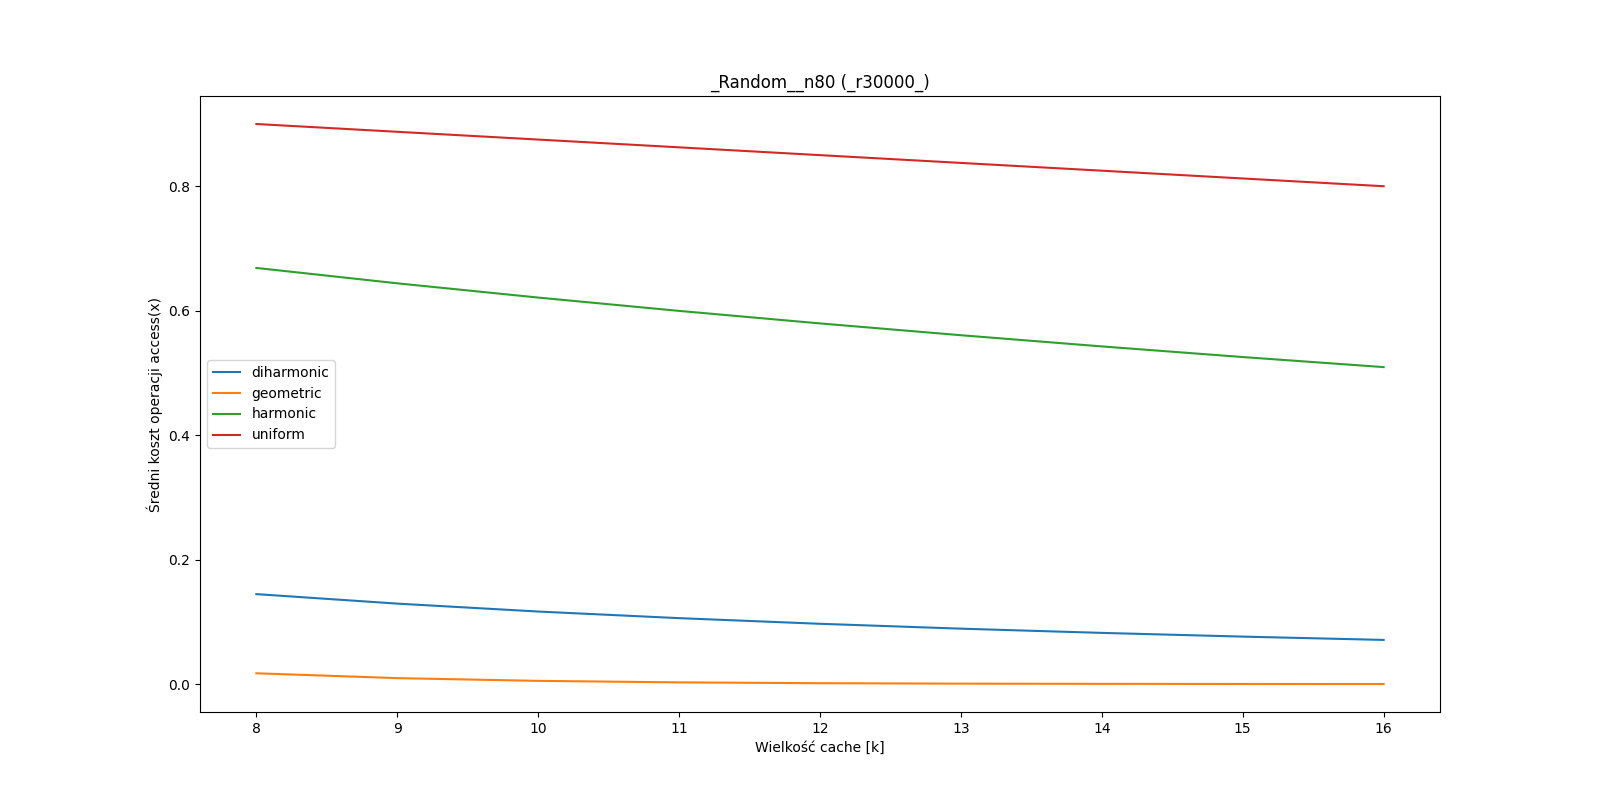 _Random__n80 (_r30000_)
Średni koszt operacji access(x)
0.8
0.6
0.4
0.2
0.0
diharmonic
geometric
harmonic
uniform
8 9 10 11 12 13 14 15 16
Wielkość cache [k]